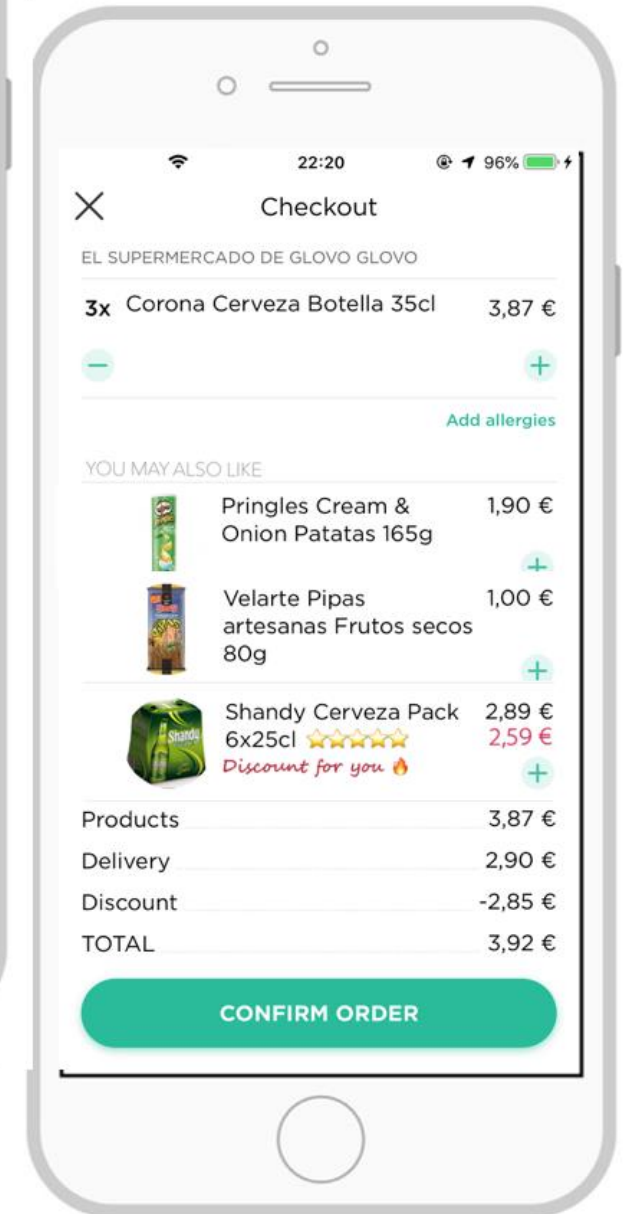 22:20 96%
Checkout
EL SUPERMERCADO DE GLOVO GLOVO
3x Corona Cerveza Botella 35cl 3,87 €
Add allergies
YOU MAY ALSO LIKE
Pringles Cream & 1,90 €
Onion Patatas 165g
Velarte Pipas 1,00 €
artesanas Frutos secos
80g
Shandy Cerveza Pack 2,89 €
6x25cl ⭐⭐⭐⭐⭐ 2,59 €
Shandy
Discount for you 🔥
Products 3,87 €
Delivery 2,90 €
Discount -2,85 €
TOTAL 3,92 €
CONFIRM ORDER